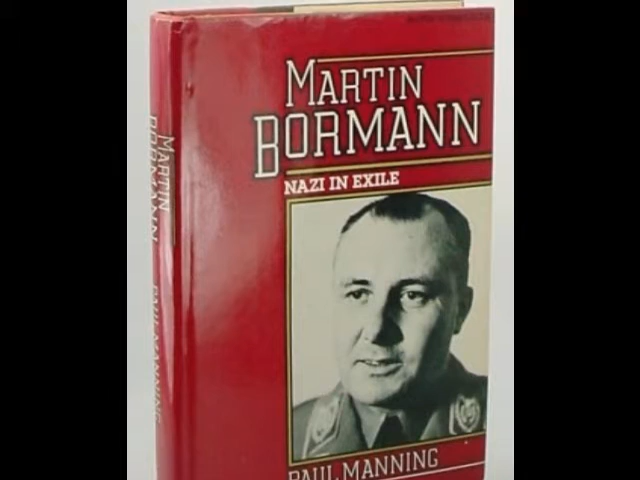 MARTIN
BORMANN
NAZI IN EXILE
PAUL MANNING
MARTIN
BORMANN
PAUL MANNING